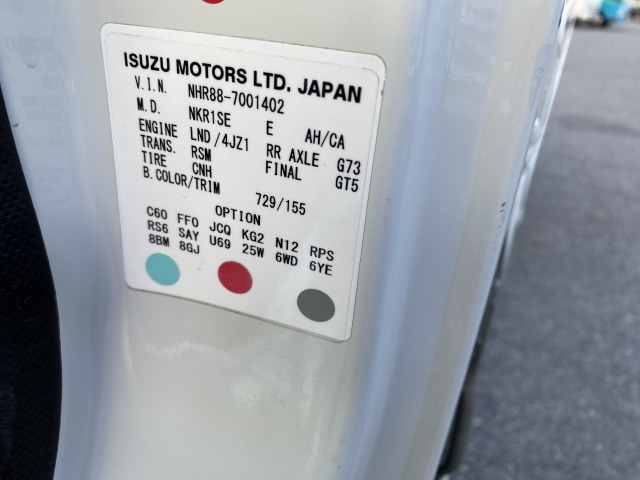 ISUZU MOTORS LTD. JAPAN
V.I.N. NHR88-7001402
M.D. NKR1SE E AH/CA
ENGINE LND/4JZ1 RR AXLE G73
TRANS. RSM FINAL GT5
TIRE CNH
B.COLOR/TRIM 729/155
OPTION
C60 FFO JCQ KG2 N12 RPS
RS6 SAY U69 25W 6WD 6YE
8BM 8GJ